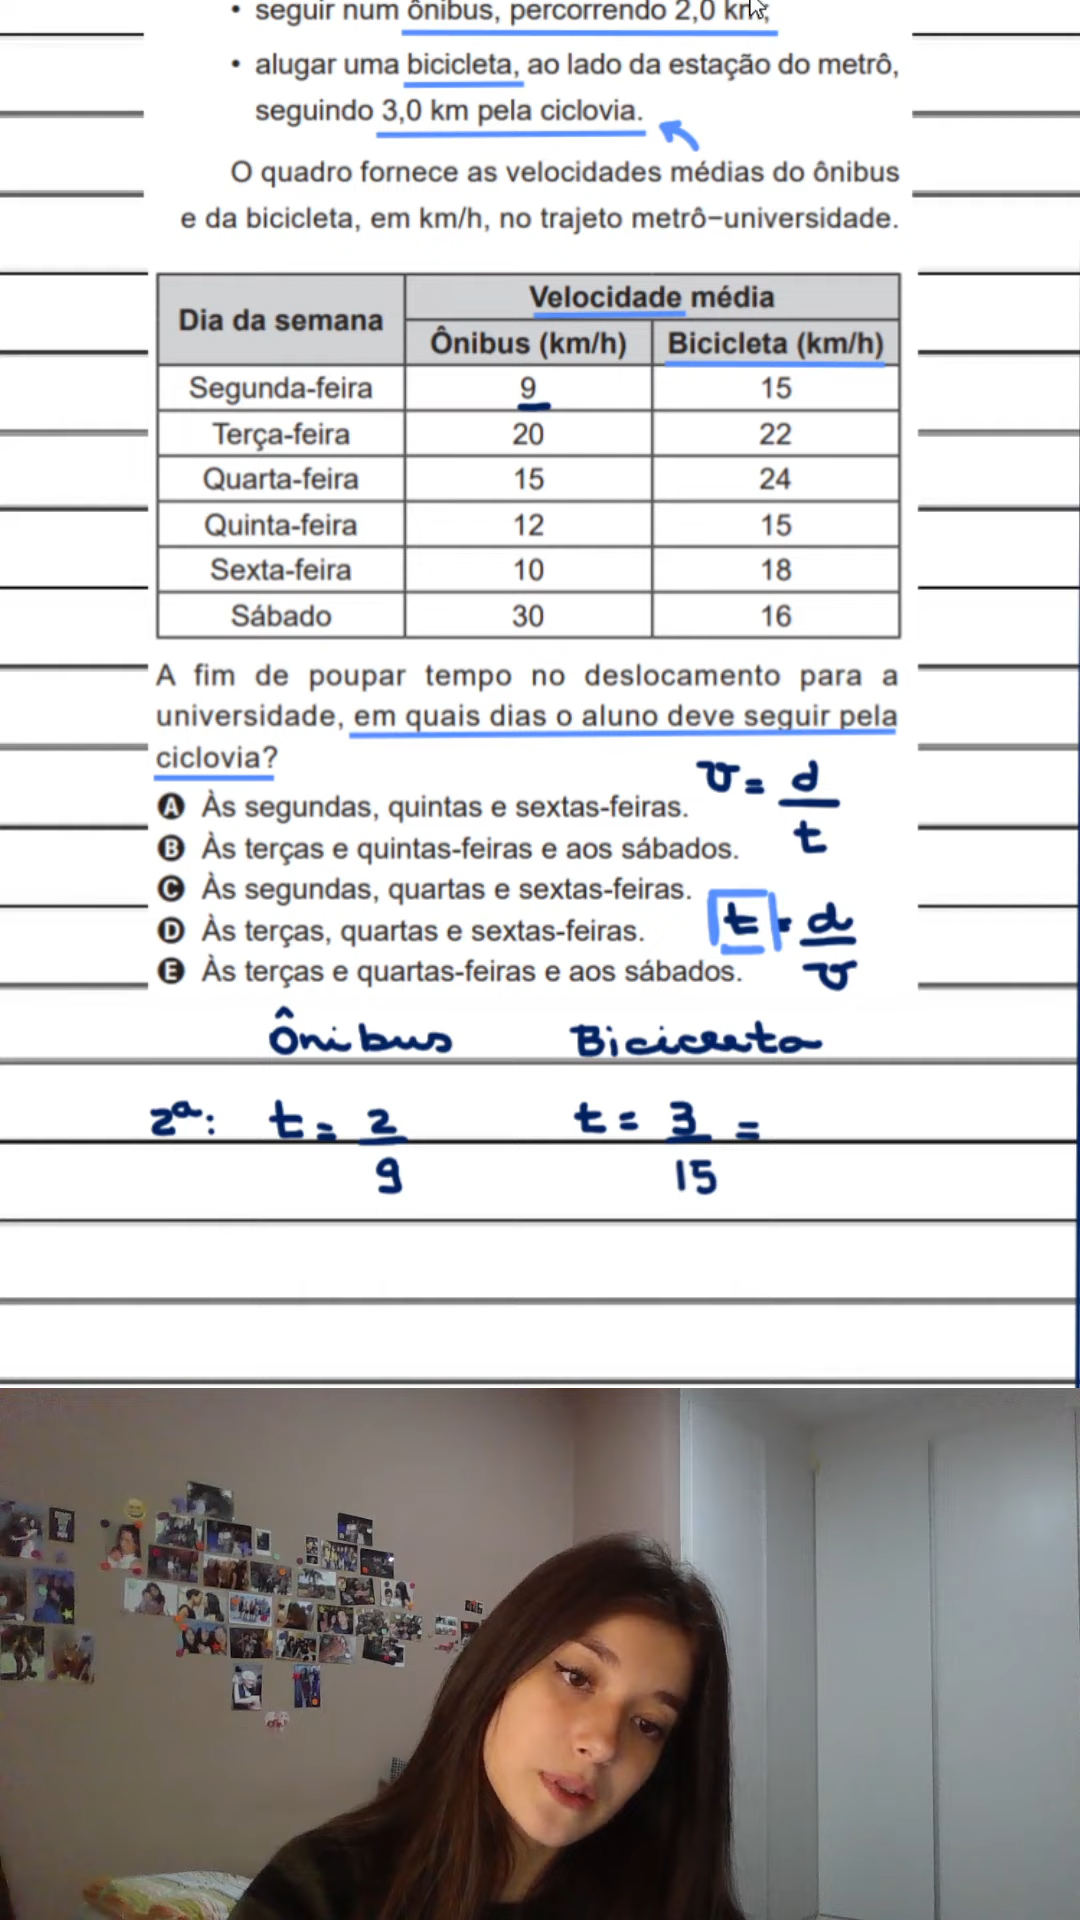 • seguir num ônibus, percorrendo 2,0 km;
• alugar uma bicicleta, ao lado da estação do metrô,
seguindo 3,0 km pela ciclovia.
O quadro fornece as velocidades médias do ônibus
e da bicicleta, em km/h, no trajeto metrô−universidade.
Dia da semana
Velocidade média
Ônibus (km/h) Bicicleta (km/h)
Segunda-feira 9 15
Terça-feira 20 22
Quarta-feira 15 24
Quinta-feira 12 15
Sexta-feira 10 18
Sábado 30 16
A fim de poupar tempo no deslocamento para a
universidade, em quais dias o aluno deve seguir pela
ciclovia?
v = d/t
A Às segundas, quintas e sextas-feiras.
B Às terças e quintas-feiras e aos sábados.
C Às segundas, quartas e sextas-feiras.
t = d/v
D Às terças, quartas e sextas-feiras.
E Às terças e quartas-feiras e aos sábados.
Ônibus Bicicleta
2ª: t = 2/9 t = 3/15 =